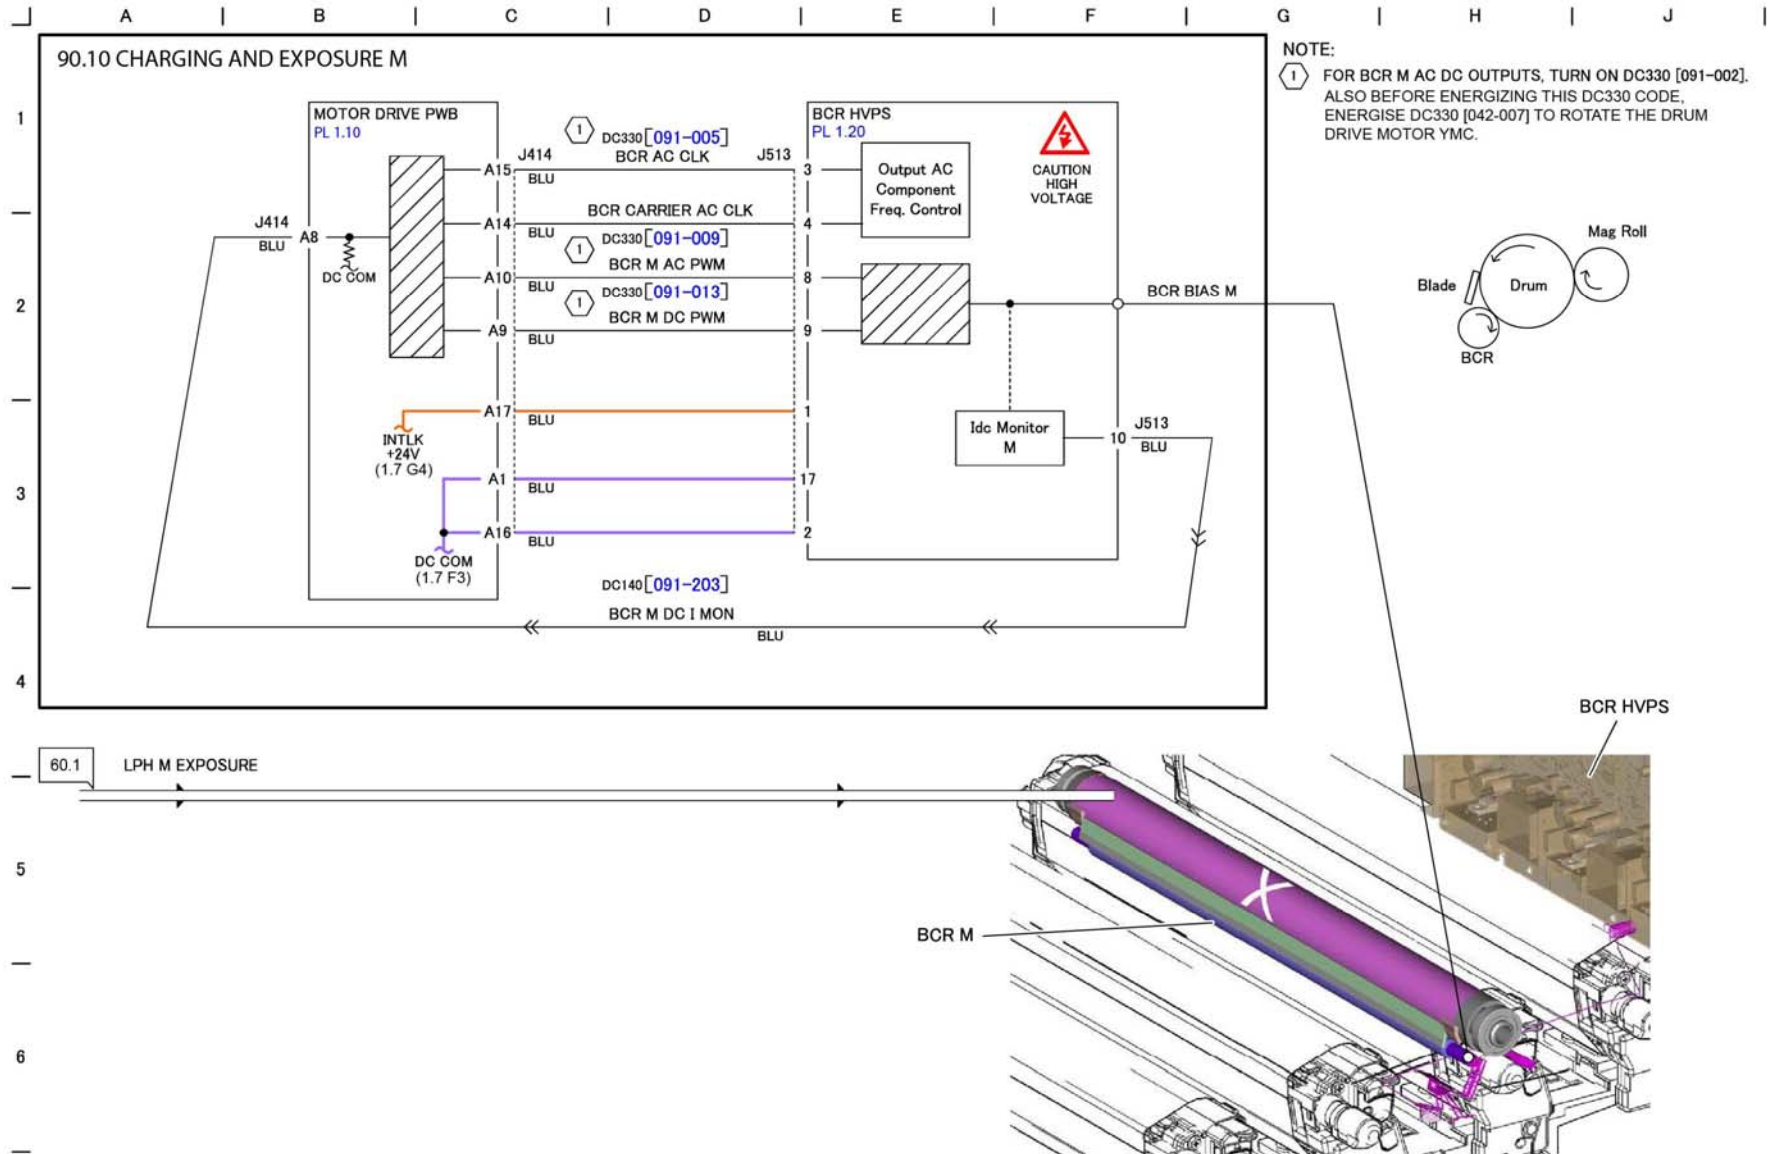 A B C D E F G H J
90.10 CHARGING AND EXPOSURE M
NOTE:
1 FOR BCR M AC DC OUTPUTS, TURN ON DC330 [091-002].
ALSO BEFORE ENERGIZING THIS DC330 CODE,
ENERGISE DC330 [042-007] TO ROTATE THE DRUM
DRIVE MOTOR YMC.
1
MOTOR DRIVE PWB
PL 1.10
1 DC330[091-005]
BCR AC CLK
BCR HVPS
PL 1.20
A15 J414
BLU
J513
3
Output AC
Component
Freq. Control
CAUTION
HIGH
VOLTAGE
BCR CARRIER AC CLK
A14
BLU
4
J414
BLU
A8
DC COM
1 DC330[091-009]
BCR M AC PWM
A10
BLU
8
2
1 DC330[091-013]
BCR M DC PWM
A9
BLU
9
BCR BIAS M
Mag Roll
Blade
Drum
BCR
A17
BLU
1
INTLK
+24V
(1.7 G4)
Idc Monitor
M
10
J513
BLU
3
A1
BLU
17
A16
BLU
2
DC COM
(1.7 F3)
DC140[091-203]
BCR M DC I MON
BLU
4
BCR HVPS
60.1
LPH M EXPOSURE
5
BCR M
6